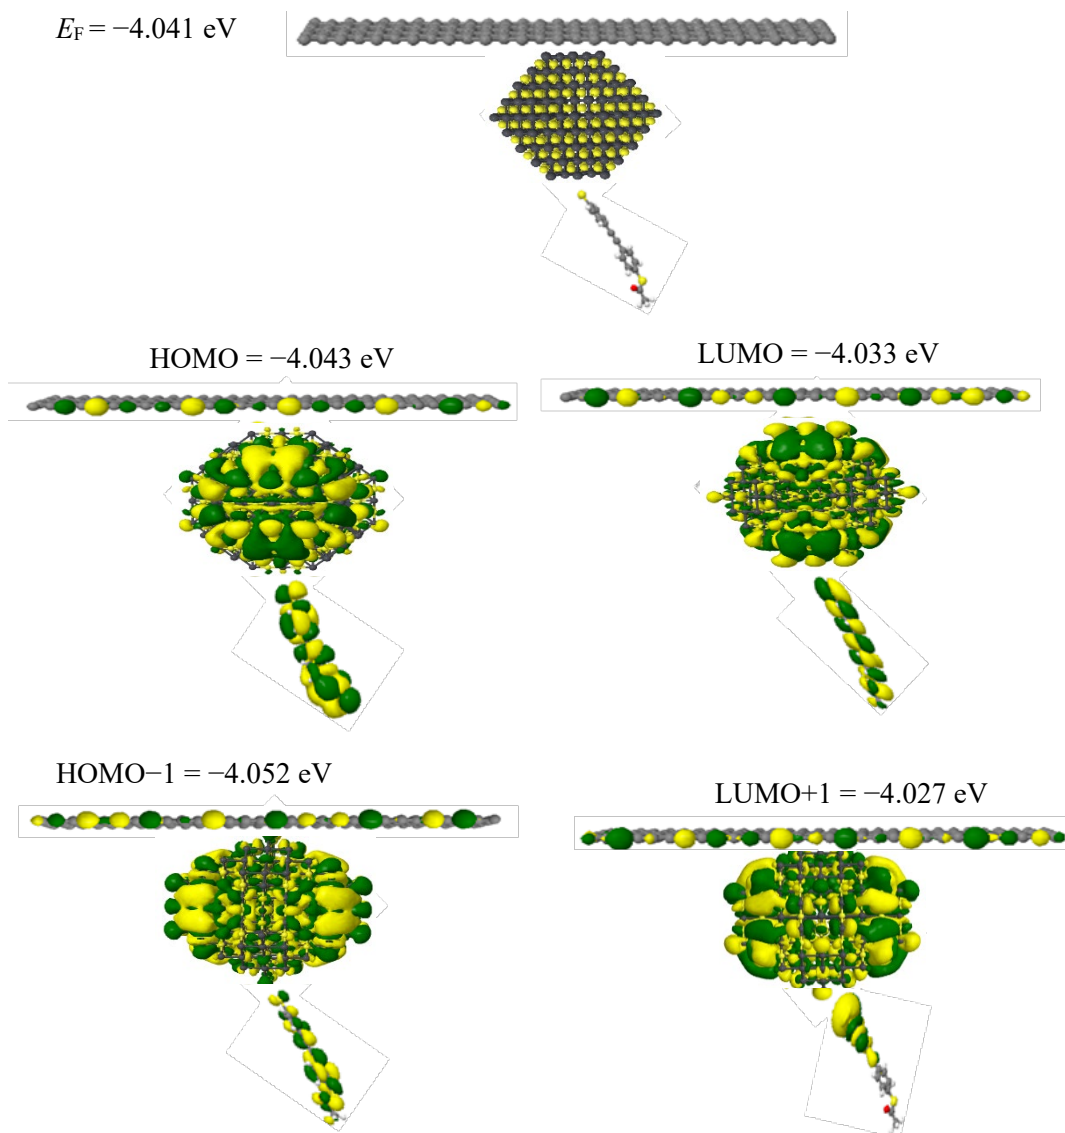 E_F = −4.041 eV
HOMO = −4.043 eV
LUMO = −4.033 eV
HOMO−1 = −4.052 eV
LUMO+1 = −4.027 eV